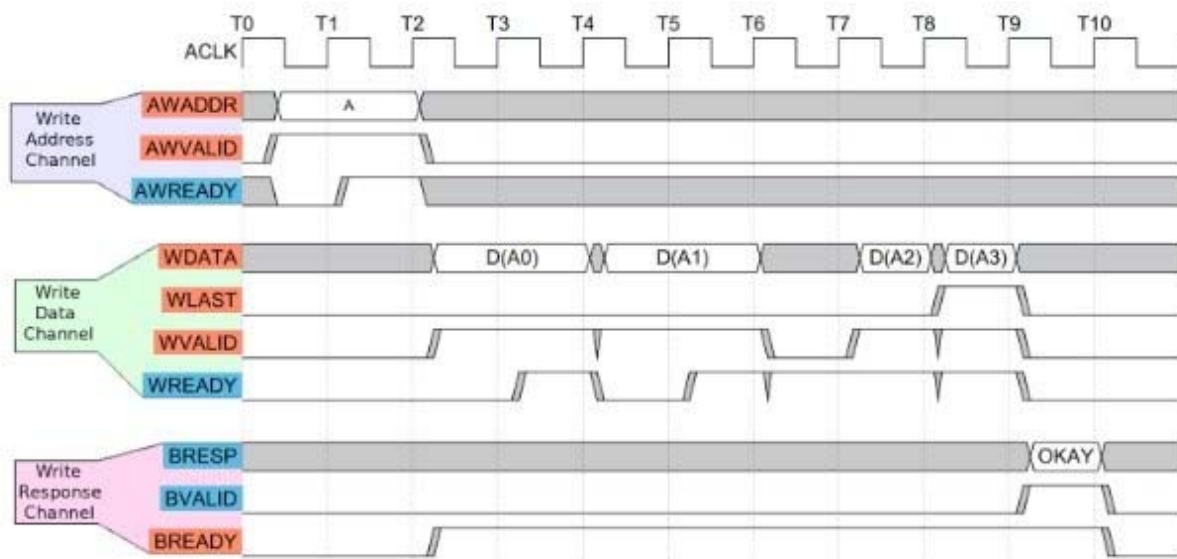 T0 T1 T2 T3 T4 T5 T6 T7 T8 T9 T10
ACLK
Write
Address
Channel
AWADDR
A
AWVALID
AWREADY
Write
Data
Channel
WDATA
D(A0) D(A1) D(A2) D(A3)
WLAST
WVALID
WREADY
Write
Response
Channel
BRESP
OKAY
BVALID
BREADY